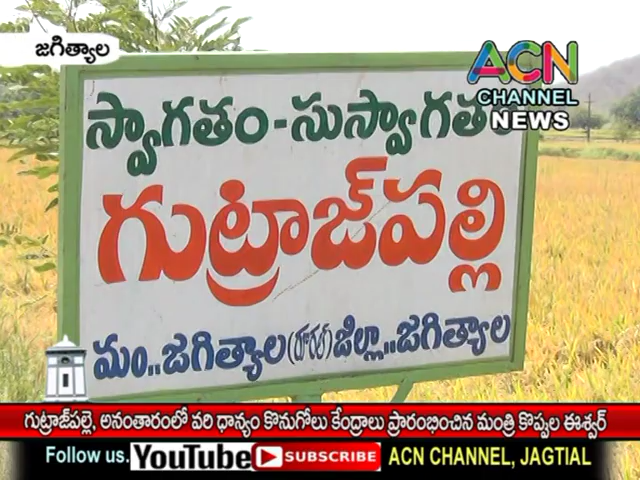 జగిత్యాల
ACN
CHANNEL
NEWS
స్వాగతం-సుస్వాగతం
గుట్రాజ్‌పల్లి
మం..జగిత్యాల(రూరల్)జిల్లా..జగిత్యాల
గుట్రాజ్‌పల్లె, అనంతారంలో వరి ధాన్యం కొనుగోలు కేంద్రాలు ప్రారంభించిన మంత్రి కొప్పుల ఈశ్వర్
Follow us. YouTube SUBSCRIBE ACN CHANNEL, JAGTIAL